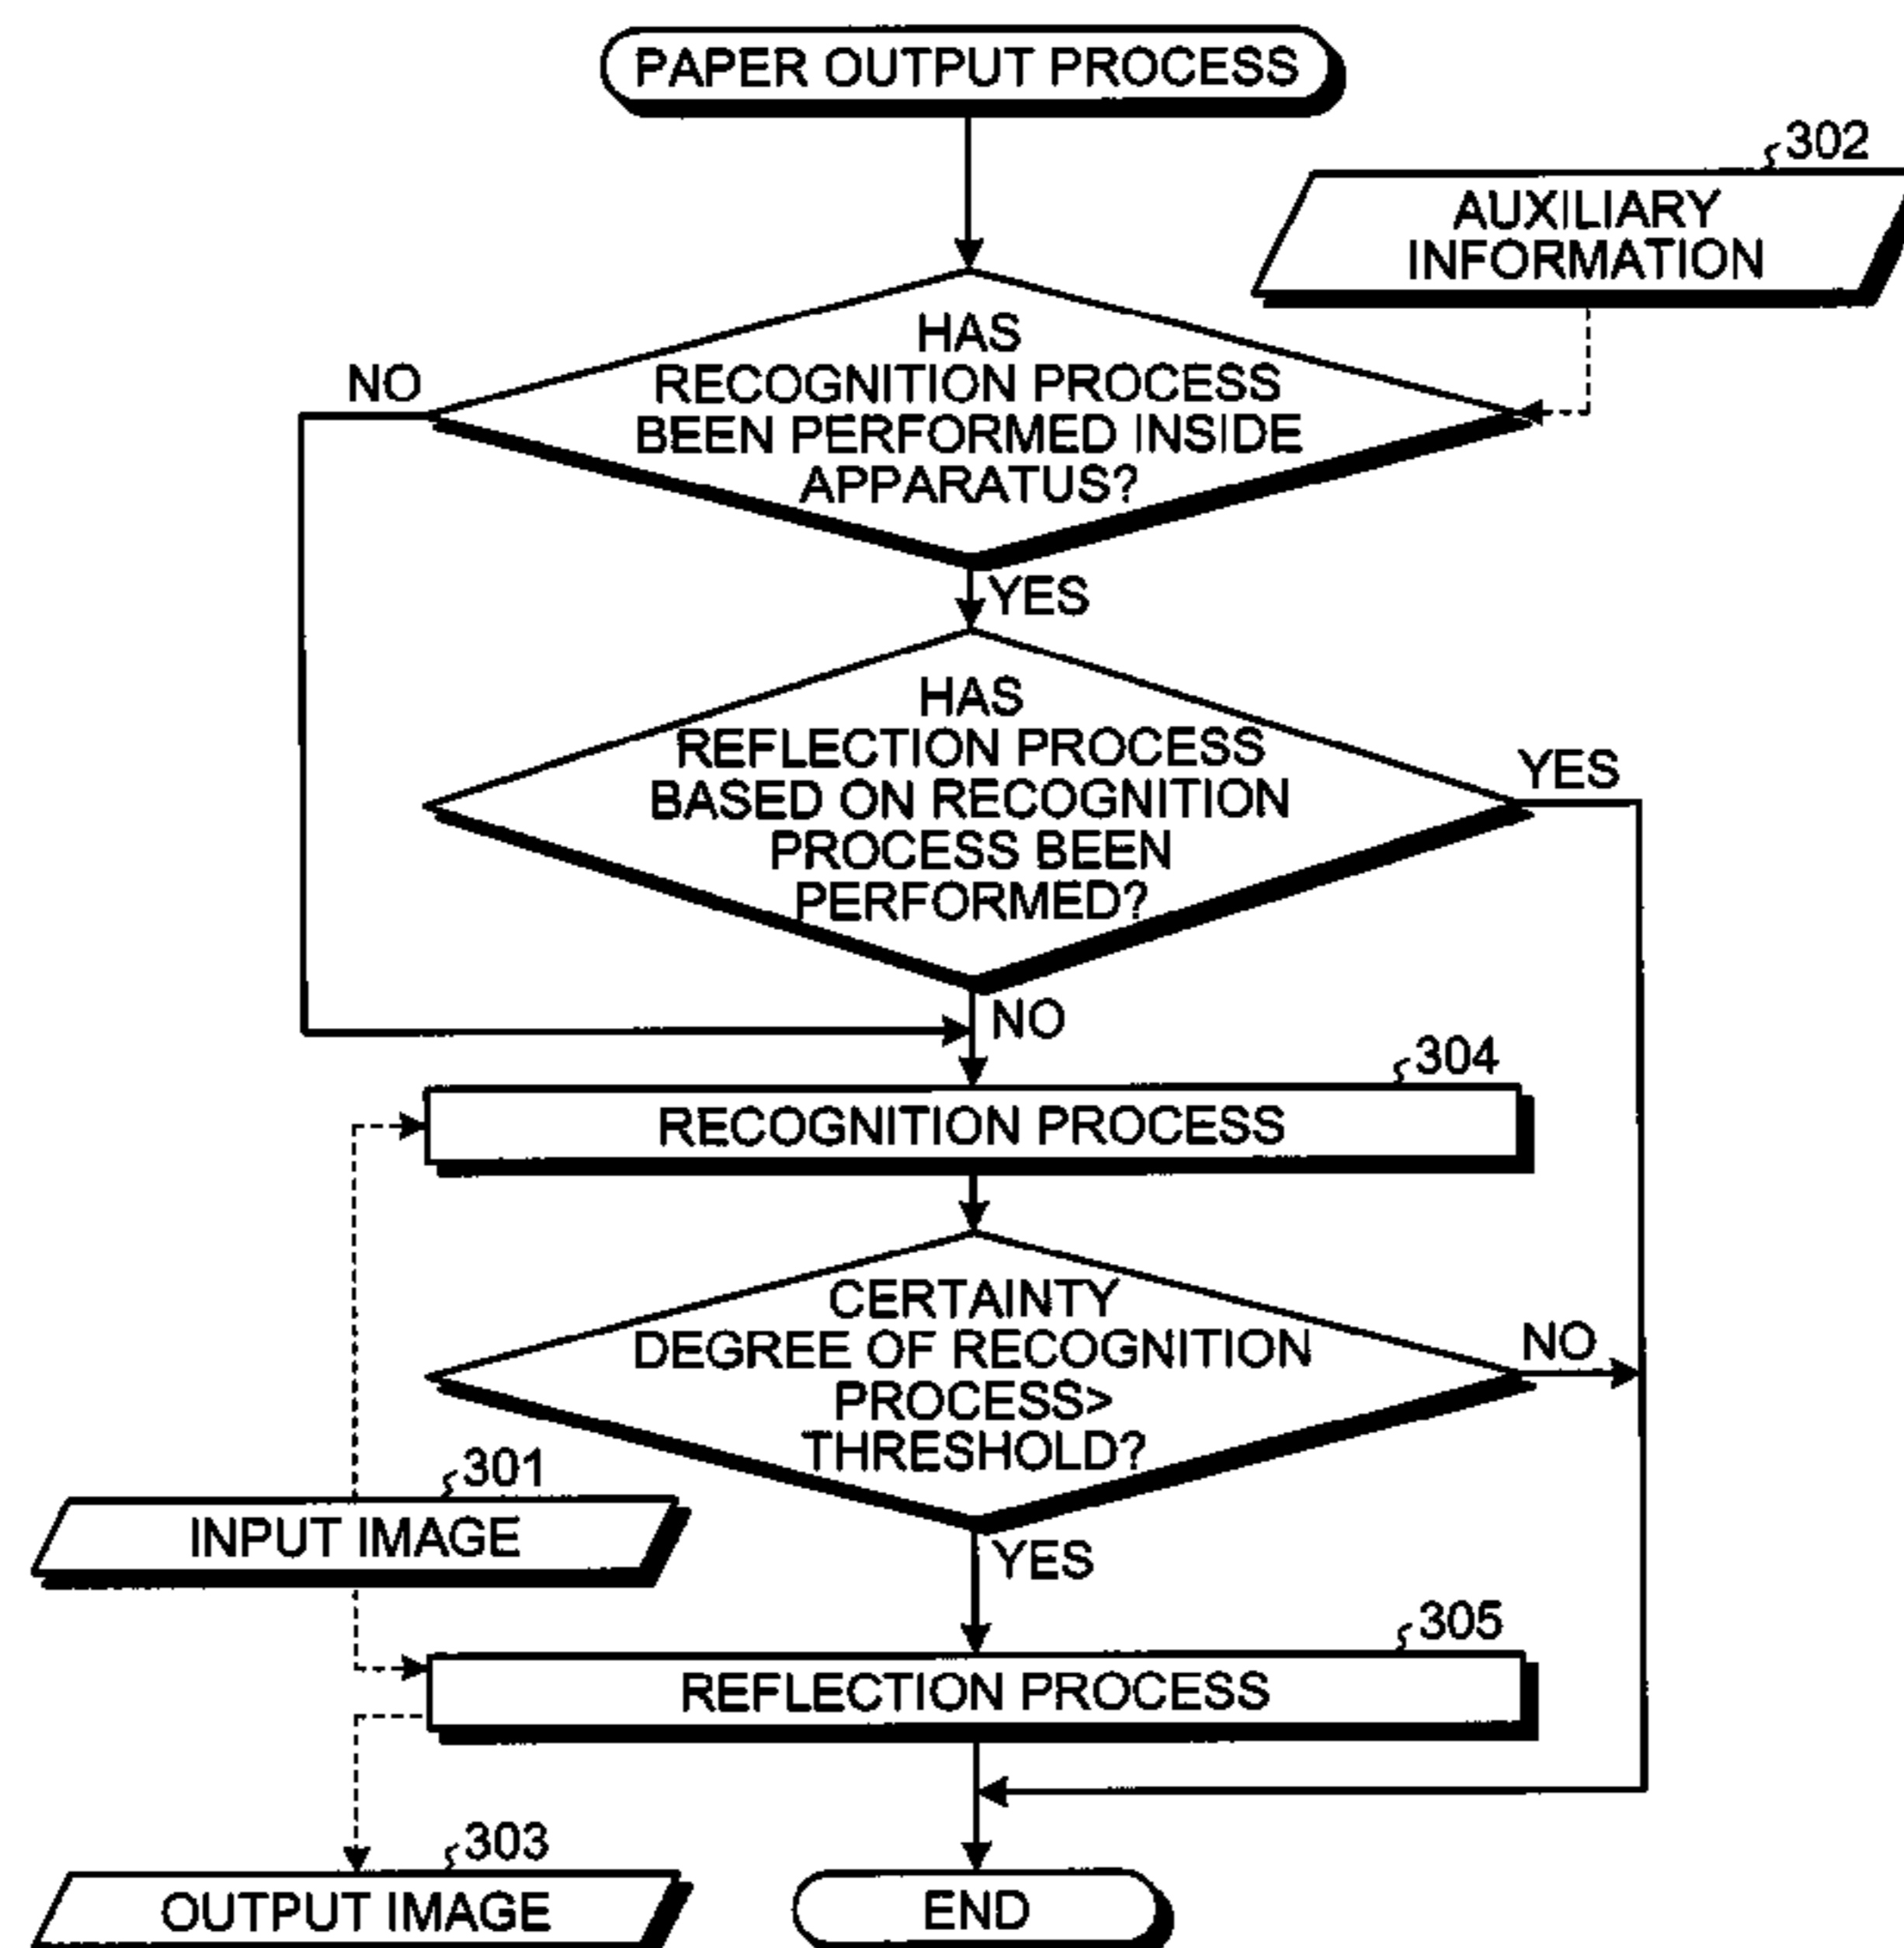 PAPER OUTPUT PROCESS
302
AUXILIARY
INFORMATION
HAS
RECOGNITION PROCESS
BEEN PERFORMED INSIDE
APPARATUS?
NO
YES
HAS
REFLECTION PROCESS
BASED ON RECOGNITION
PROCESS BEEN
PERFORMED?
YES
NO
304
RECOGNITION PROCESS
CERTAINTY
DEGREE OF RECOGNITION
PROCESS>
THRESHOLD?
NO
301
INPUT IMAGE
YES
305
REFLECTION PROCESS
303
OUTPUT IMAGE
END